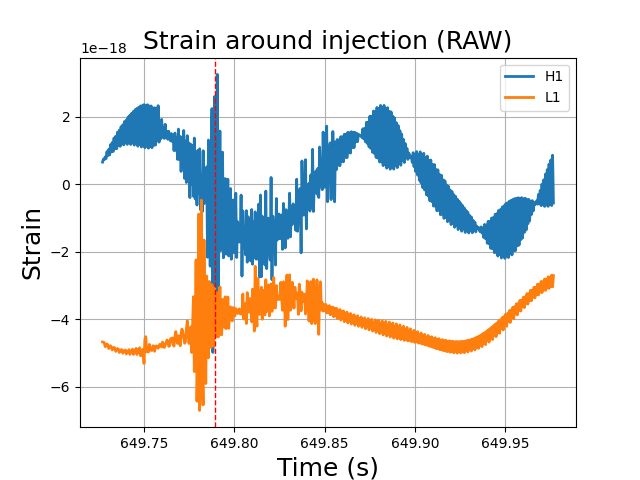 Strain around injection (RAW)
1e−18
H1
L1
2
0
−2
−4
−6
Strain
649.75 649.80 649.85 649.90 649.95
Time (s)